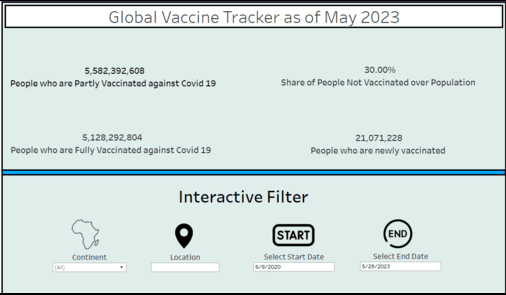 Global Vaccine Tracker as of May 2023
5,582,392,608
People who are Partly Vaccinated against Covid 19
30.00%
Share of People Not Vaccinated over Population
5,128,292,804
People who are Fully Vaccinated against Covid 19
21,071,228
People who are newly vaccinated
Interactive Filter
START
END
Continent
Location
Select Start Date
Select End Date
(All)
6/9/2020
6/29/2023